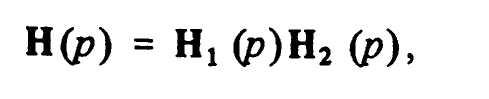 H(p) = H₁ (p)H₂ (p),